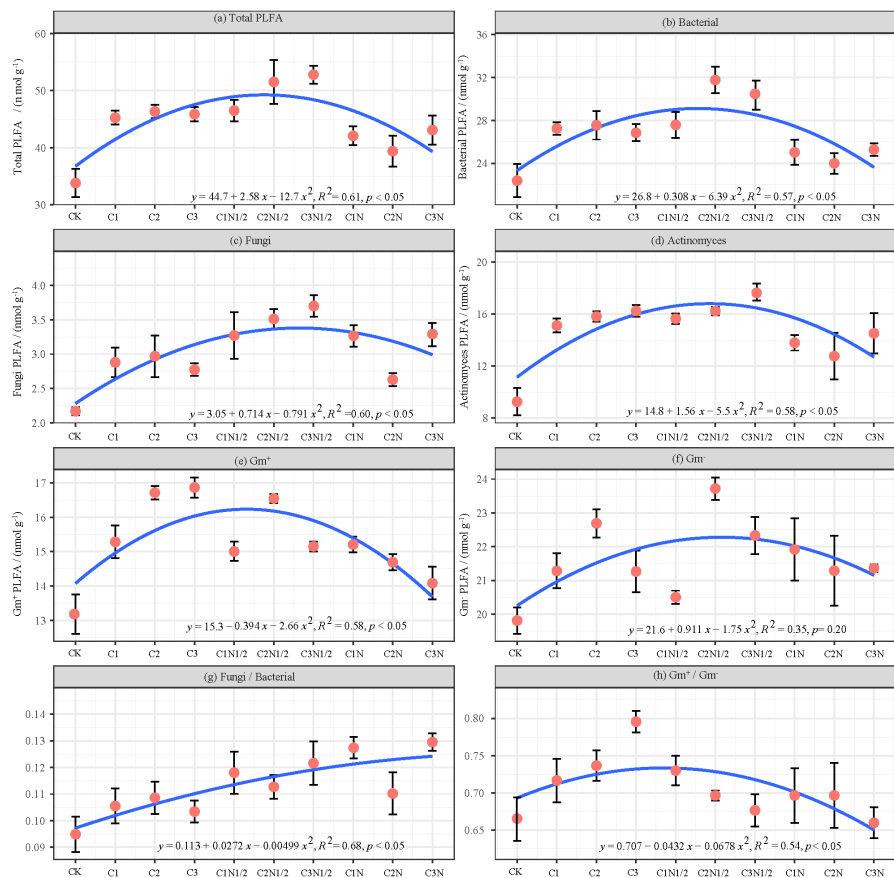 (a) Total PLFA
Total PLFA / (n mol g⁻¹)
60
50
40
30
y = 44.7 + 2.58 x − 12.7 x², R² = 0.61, p < 0.05
CK C1 C2 C3 C1N1/2 C2N1/2 C3N1/2 C1N C2N C3N
(b) Bacterial
Bacterial PLFA / (nmol g⁻¹)
36
32
28
24
y = 26.8 + 0.308 x − 6.39 x², R² = 0.57, p < 0.05
CK C1 C2 C3 C1N1/2 C2N1/2 C3N1/2 C1N C2N C3N
(c) Fungi
Fungi PLFA / (nmol g⁻¹)
4.0
3.5
3.0
2.5
2.0
y = 3.05 + 0.714 x − 0.791 x², R² =0.60, p < 0.05
CK C1 C2 C3 C1N1/2 C2N1/2 C3N1/2 C1N C2N C3N
(d) Actinomyces
Actinomyces PLFA / (nmol g⁻¹)
20
16
12
8
y = 14.8 + 1.56 x − 5.5 x², R² = 0.58, p < 0.05
CK C1 C2 C3 C1N1/2 C2N1/2 C3N1/2 C1N C2N C3N
(e) Gm⁺
Gm⁺ PLFA / (nmol g⁻¹)
17
16
15
14
13
y = 15.3 − 0.394 x − 2.66 x², R² = 0.58, p < 0.05
CK C1 C2 C3 C1N1/2 C2N1/2 C3N1/2 C1N C2N C3N
(f) Gm⁻
Gm⁻ PLFA / (nmol g⁻¹)
24
23
22
21
20
y = 21.6 + 0.911 x − 1.75 x², R² = 0.35, p= 0.20
CK C1 C2 C3 C1N1/2 C2N1/2 C3N1/2 C1N C2N C3N
(g) Fungi / Bacterial
0.14
0.13
0.12
0.11
0.10
0.09
y = 0.113 + 0.0272 x − 0.00499 x², R² = 0.68, p < 0.05
CK C1 C2 C3 C1N1/2 C2N1/2 C3N1/2 C1N C2N C3N
(h) Gm⁺ / Gm⁻
0.80
0.75
0.70
0.65
y = 0.707 − 0.0432 x − 0.0678 x², R² = 0.54, p < 0.05
CK C1 C2 C3 C1N1/2 C2N1/2 C3N1/2 C1N C2N C3N